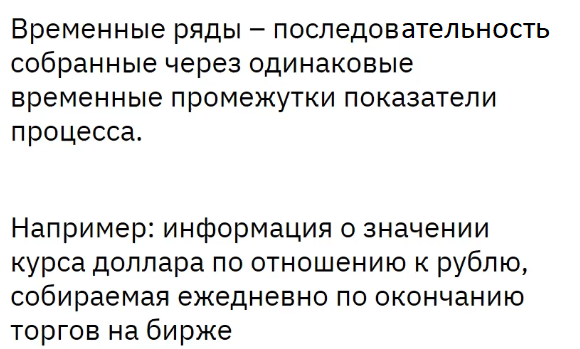 Временные ряды – последовательность
собранные через одинаковые
временные промежутки показатели
процесса.
Например: информация о значении
курса доллара по отношению к рублю,
собираемая ежедневно по окончанию
торгов на бирже